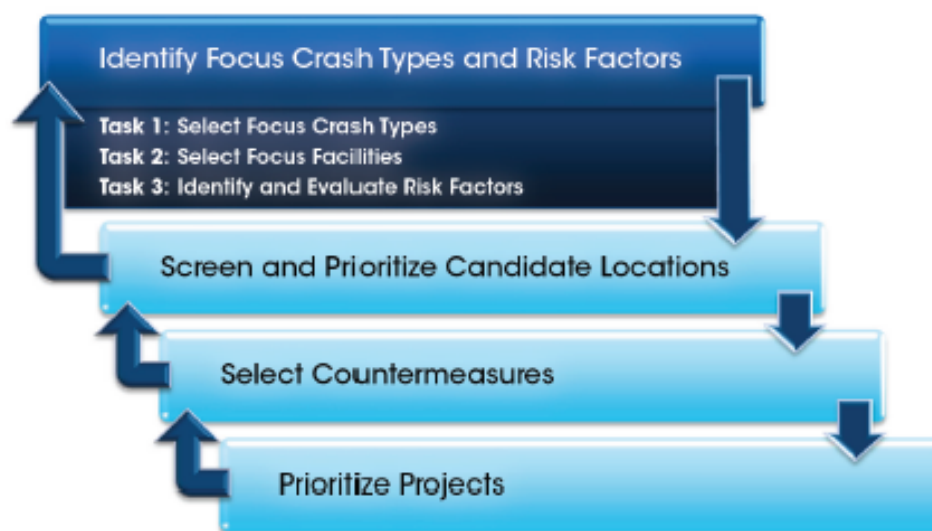 Identify Focus Crash Types and Risk Factors
Task 1: Select Focus Crash Types
Task 2: Select Focus Facilities
Task 3: Identify and Evaluate Risk Factors
Screen and Prioritize Candidate Locations
Select Countermeasures
Prioritize Projects